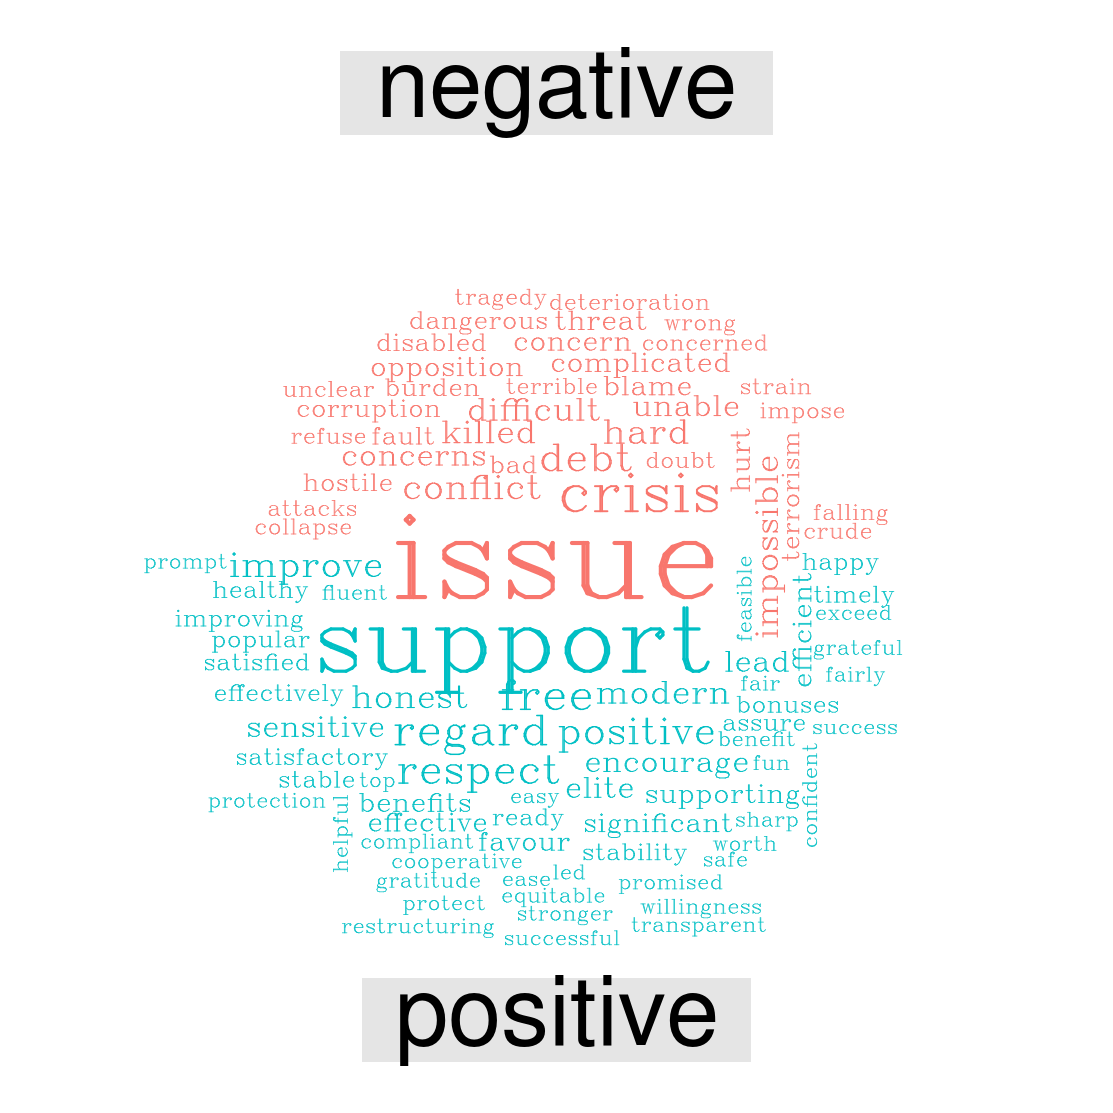 negative
tragedy deterioration
dangerous threat wrong
disabled concern concerned
opposition complicated
unclear burden terrible blame strain
corruption difficult unable impose
refuse fault killed hard hurt
concerns bad debt doubt impossible terrorism
hostile conflict crisis
attacks falling
collapse crude
issue
prompt improve feasible happy
healthy fluent efficient timely
improving exceed
popular support grateful
satisfied lead fairly
effectively honest free modern fair
bonuses
sensitive regard positive assure success
benefit
satisfactory respect encourage fun confident
stable top
protection helpful benefits easy elite supporting
effective ready significant sharp
compliant favour stability worth
cooperative safe
gratitude ease led promised
protect equitable willingness
restructuring stronger transparent
successful
positive